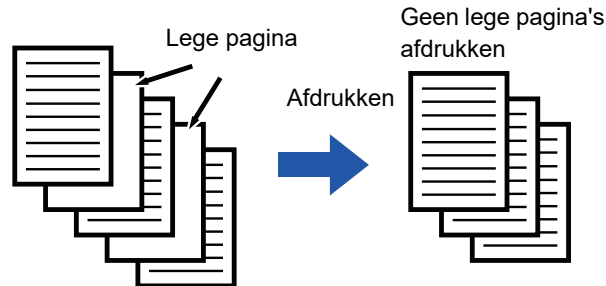 Lege pagina
Afdrukken
Geen lege pagina's
afdrukken